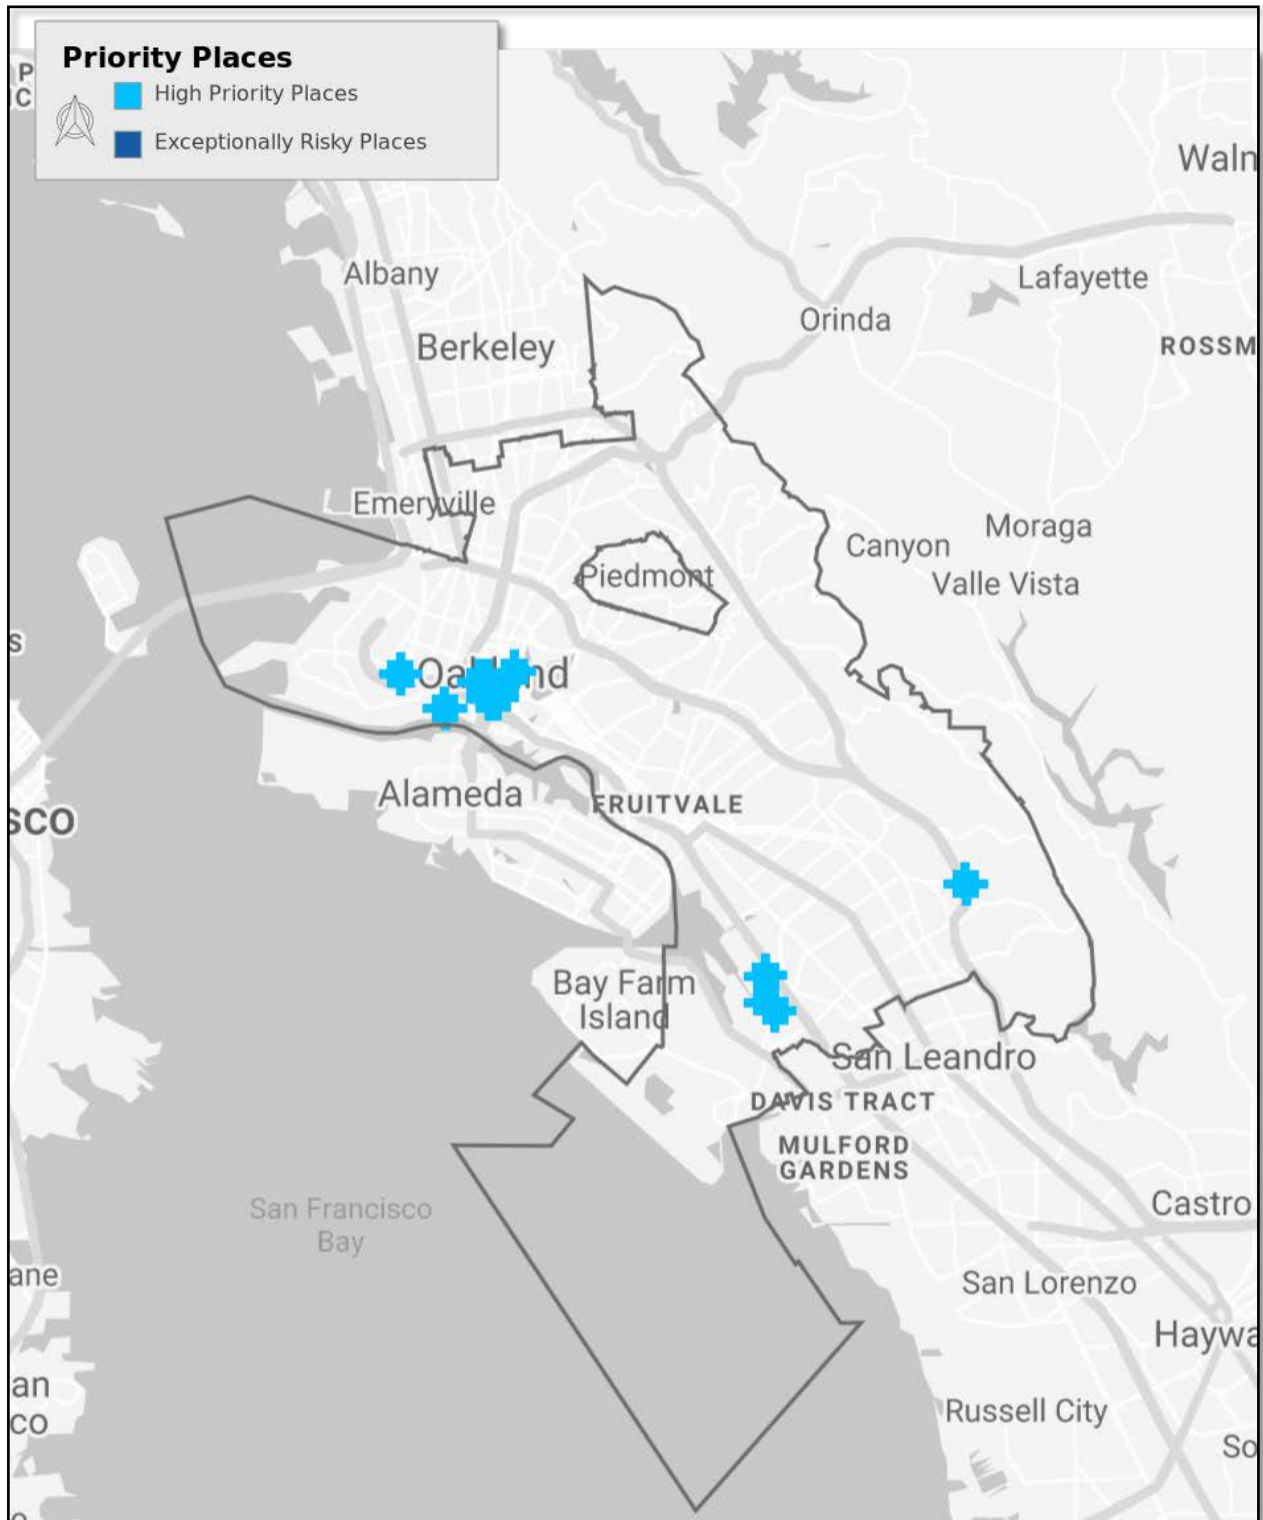 Priority Places
High Priority Places
Exceptionally Risky Places
Waln
Albany
Lafayette
Orinda
Berkeley
ROSSM
Emeryville
Moraga
Canyon
Piedmont
Valle Vista
s
Alameda
FRUITVALE
SCO
Bay Farm
Island
San Leandro
DAVIS TRACT
MULFORD
GARDENS
San Francisco
Bay
Castro
ane
San Lorenzo
Haywa
an
co
Russell City
So